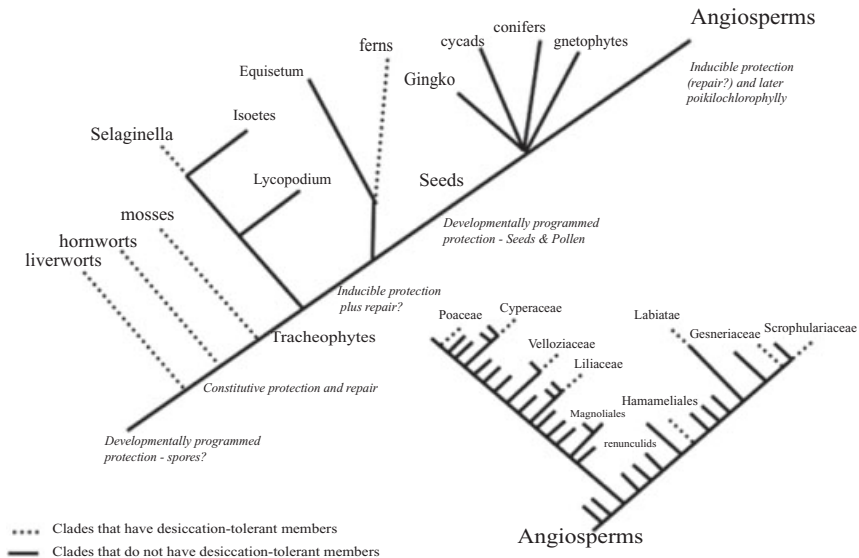 Angiosperms
conifers
cycads
gnetophytes
ferns
Inducible protection
(repair?) and later
poikilochlorophylly
Equisetum
Gingko
Isoetes
Selaginella
Lycopodium
Seeds
mosses
Developmentally programmed
protection - Seeds & Pollen
hornworts
liverworts
Inducible protection
plus repair?
Tracheophytes
Constitutive protection and repair
Developmentally programmed
protection - spores?
Poaceae
Cyperaceae
Labiatae
Scrophulariaceae
Gesneriaceae
Velloziaceae
Liliaceae
Hamameliales
Magnoliales
renunculids
Angiosperms
Clades that have desiccation-tolerant members
Clades that do not have desiccation-tolerant members